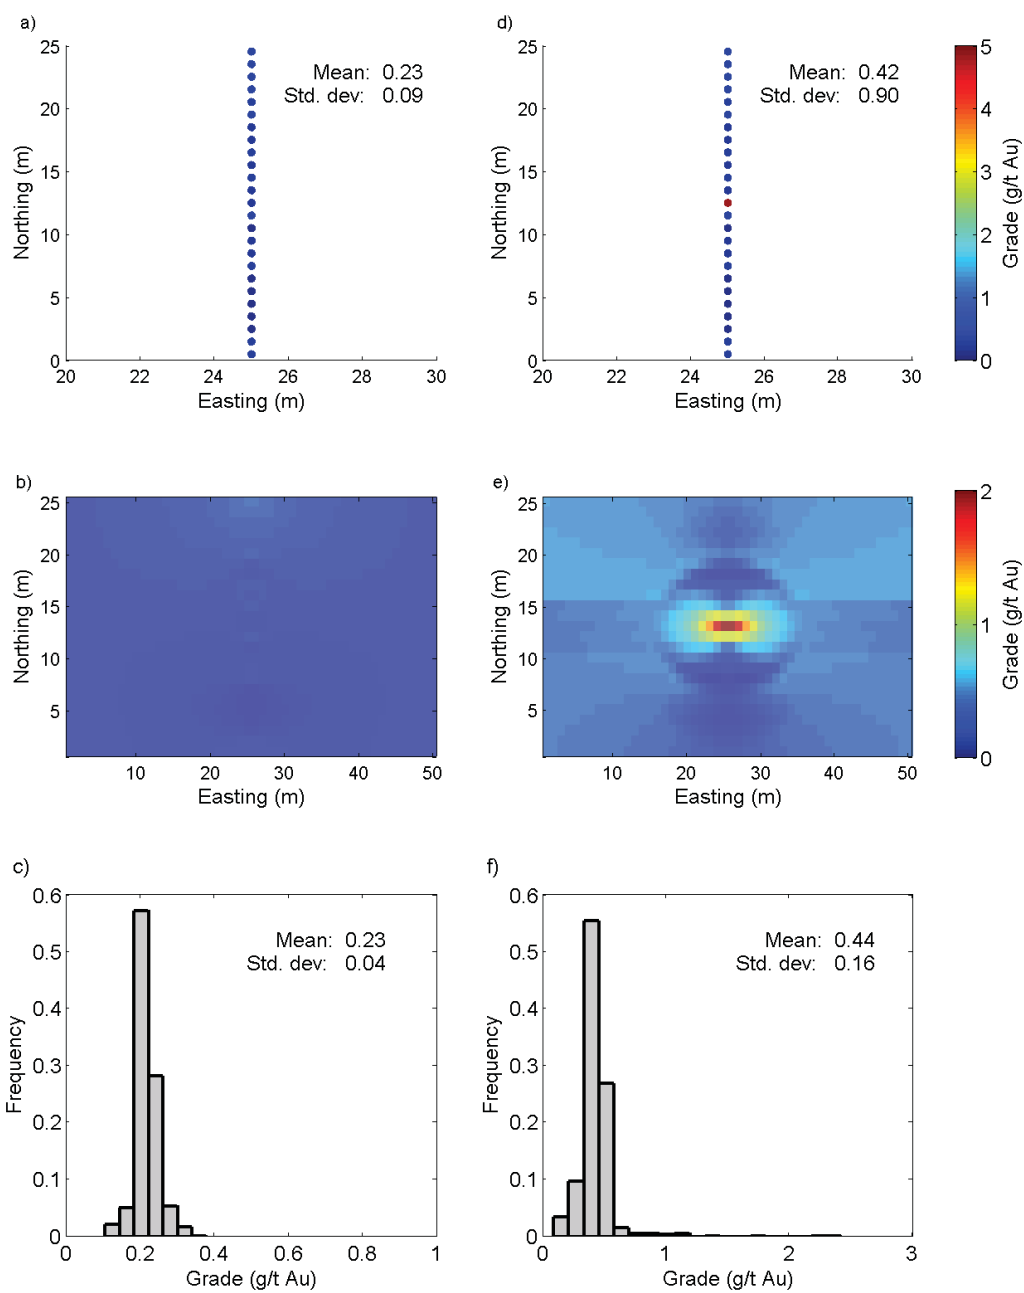 a)
Mean: 0.23
Std. dev: 0.09
25
20
15
10
5
0
Northing (m)
20 22 24 26 28 30
Easting (m)
d)
Mean: 0.42
Std. dev: 0.90
25
20
15
10
5
0
Northing (m)
20 22 24 26 28 30
Easting (m)
5
4
3
2
1
0
Grade (g/t Au)
b)
25
20
15
10
5
Northing (m)
10 20 30 40 50
Easting (m)
e)
25
20
15
10
5
Northing (m)
10 20 30 40 50
Easting (m)
2
1
0
Grade (g/t Au)
c)
Mean: 0.23
Std. dev: 0.04
0.6
0.5
0.4
0.3
0.2
0.1
0
Frequency
0 0.2 0.4 0.6 0.8 1
Grade (g/t Au)
f)
Mean: 0.44
Std. dev: 0.16
0.6
0.5
0.4
0.3
0.2
0.1
0
Frequency
0 1 2 3
Grade (g/t Au)